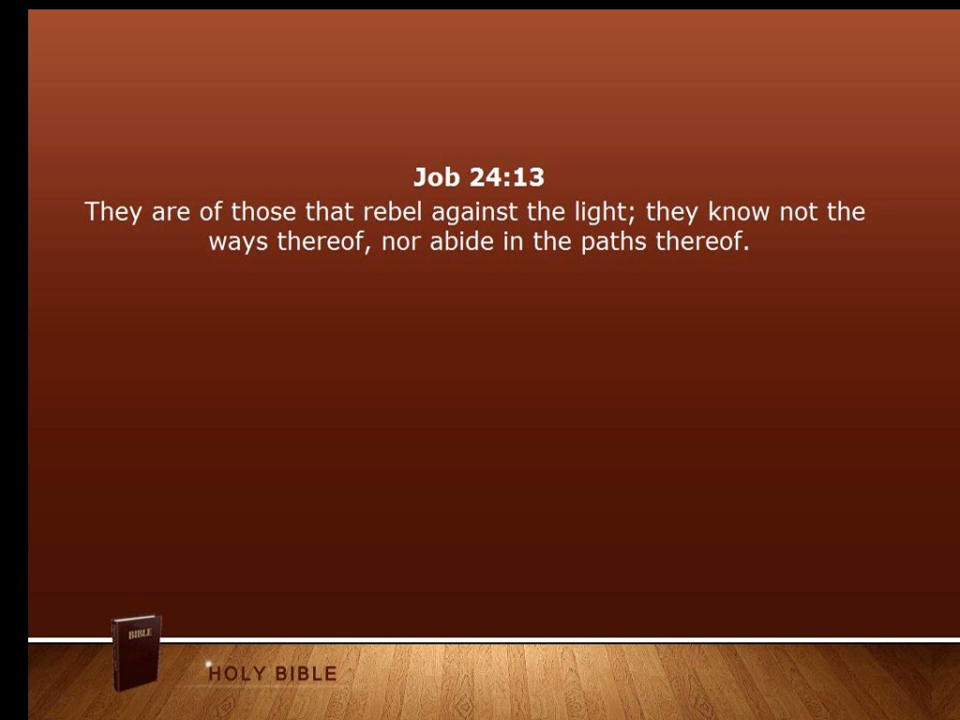 Job 24:13
They are of those that rebel against the light; they know not the
ways thereof, nor abide in the paths thereof.
BIBLE
HOLY BIBLE